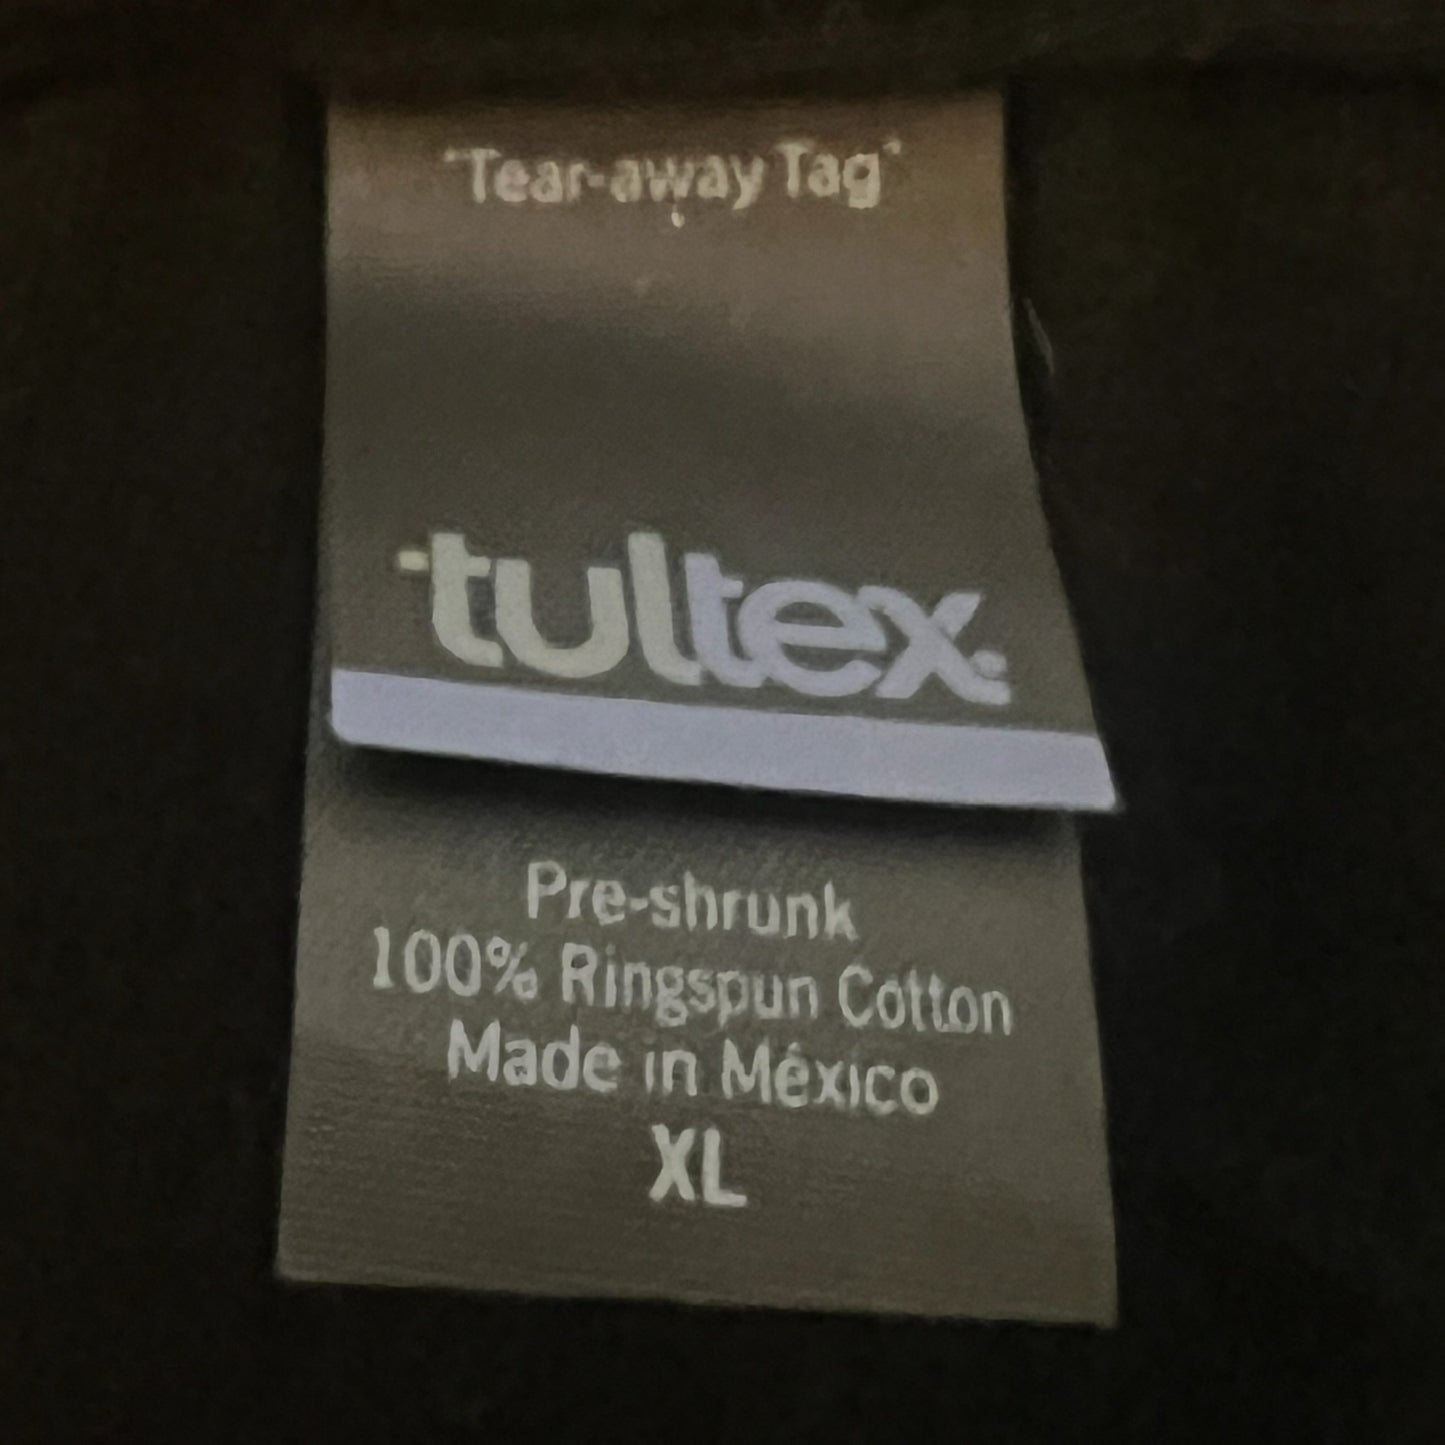 "Tear-away Tag"
tultex
Pre-shrunk
100% Ringspun Cotton
Made in México
XL